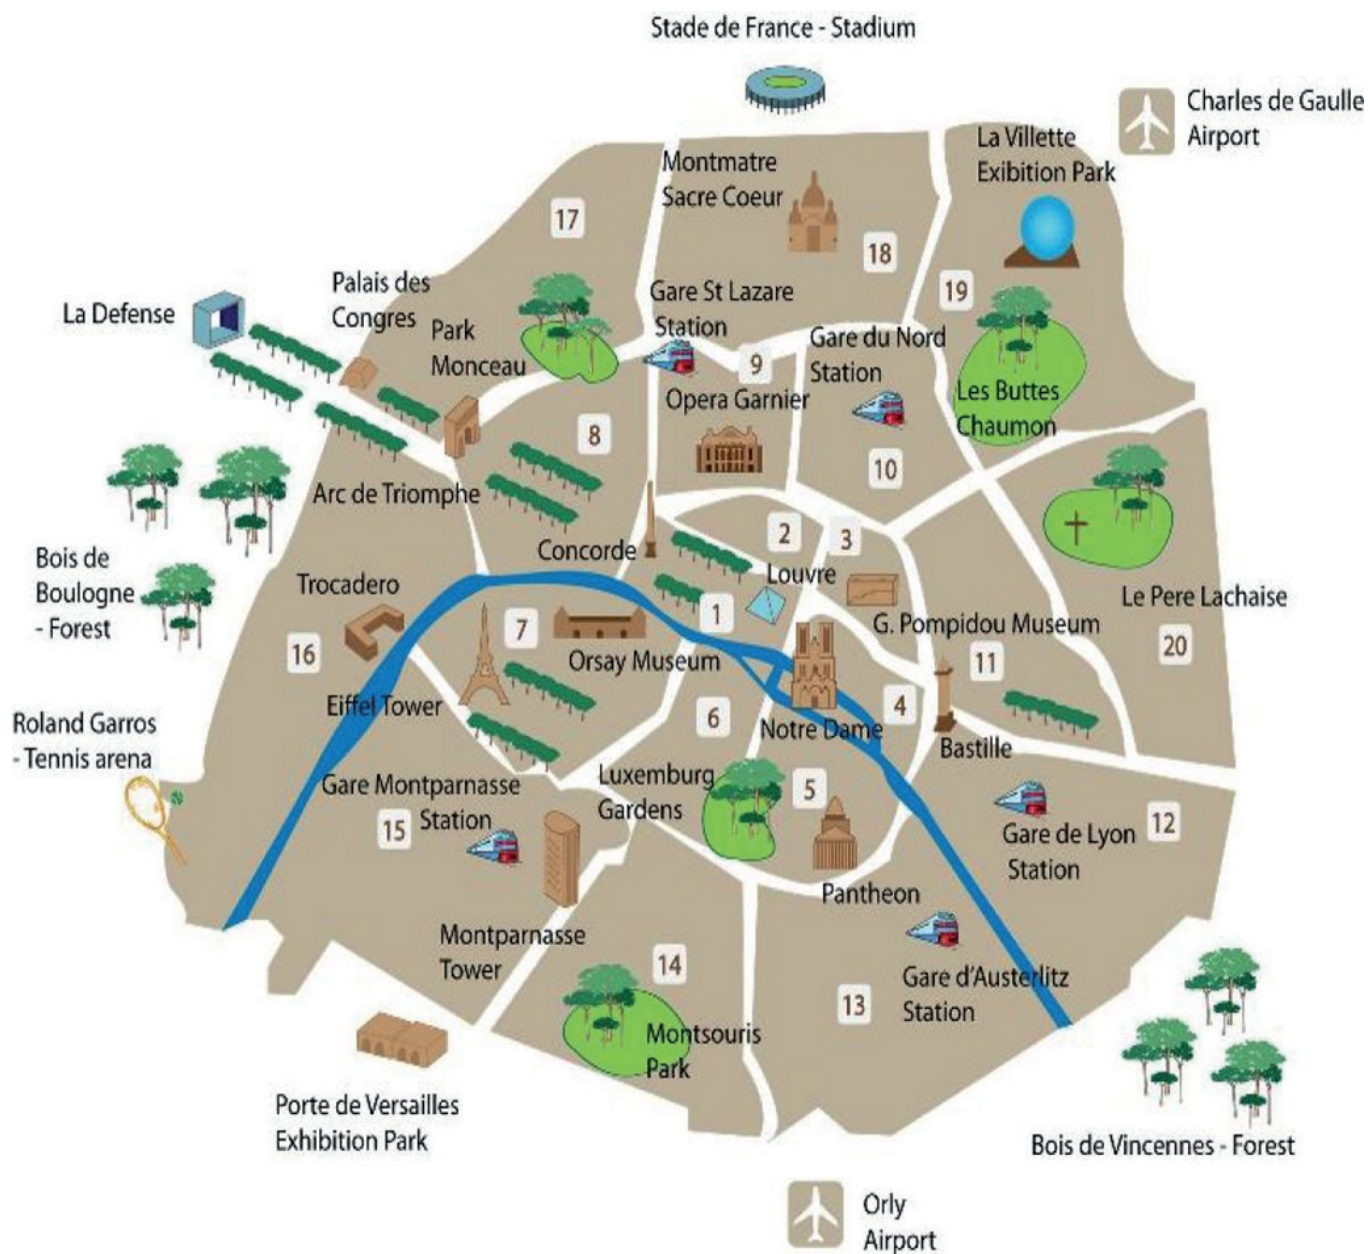 Stade de France - Stadium
Charles de Gaulle
Airport
La Villette
Exibition Park
Montmatre
Sacre Coeur
17
18
19
Palais des
Congres
La Defense
Park
Monceau
Gare St Lazare
Station
Gare du Nord
Station
9
Opera Garnier
Les Buttes
Chaumon
8
10
Arc de Triomphe
Concorde
2
3
Louvre
Bois de
Boulogne
- Forest
Trocadero
Le Pere Lachaise
1
7
G. Pompidou Museum
16
Orsay Museum
11
20
Eiffel Tower
6
4
Notre Dame
Bastille
Roland Garros
- Tennis arena
Gare Montparnasse
Station
Luxemburg
Gardens
5
15
12
Gare de Lyon
Station
Pantheon
Montparnasse
Tower
14
13
Gare d'Austerlitz
Station
Montsouris
Park
Porte de Versailles
Exhibition Park
Bois de Vincennes - Forest
Orly
Airport